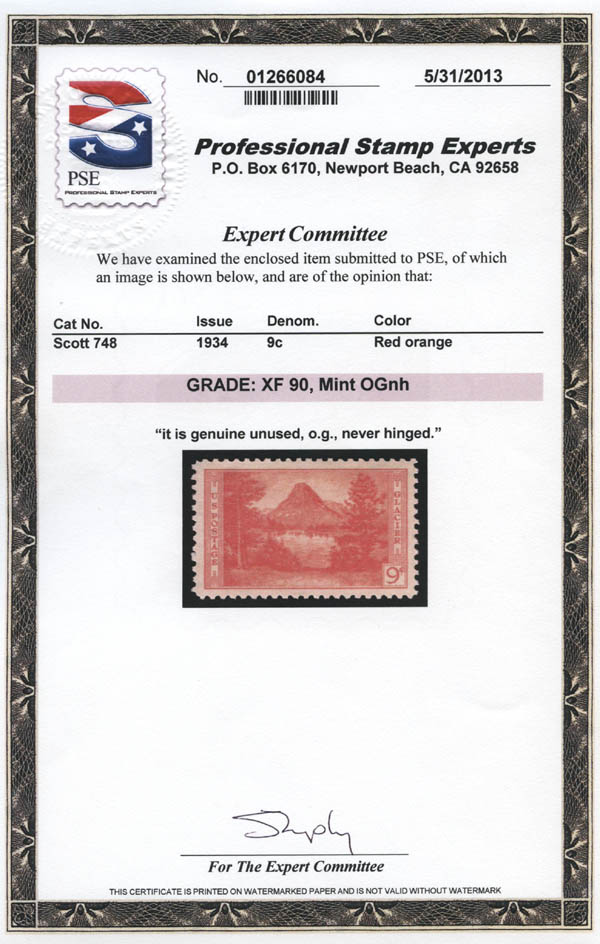 No. 01266084
5/31/2013
PSE
PROFESSIONAL STAMP EXPERTS
Professional Stamp Experts
P.O. Box 6170, Newport Beach, CA 92658
Expert Committee
We have examined the enclosed item submitted to PSE, of which
an image is shown below, and are of the opinion that:
Cat No. Issue Denom. Color
Scott 748 1934 9c Red orange
GRADE: XF 90, Mint OGnh
“it is genuine unused, o.g., never hinged.”
US POSTAGE
GLACIER
9¢
For The Expert Committee
THIS CERTIFICATE IS PRINTED ON WATERMARKED PAPER AND IS NOT VALID WITHOUT WATERMARK